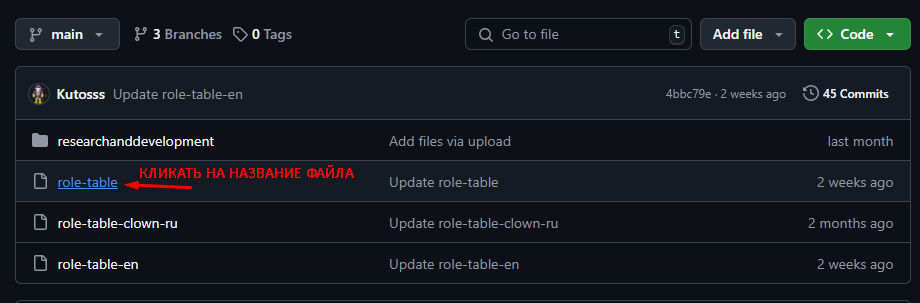 main 3 Branches 0 Tags Go to file t Add file Code
Kutosss Update role-table-en 4bbc79e · 2 weeks ago 45 Commits
researchanddevelopment Add files via upload last month
role-table КЛИКАТЬ НА НАЗВАНИЕ ФАЙЛА Update role-table 2 weeks ago
role-table-clown-ru Update role-table-clown-ru 2 months ago
role-table-en Update role-table-en 2 weeks ago